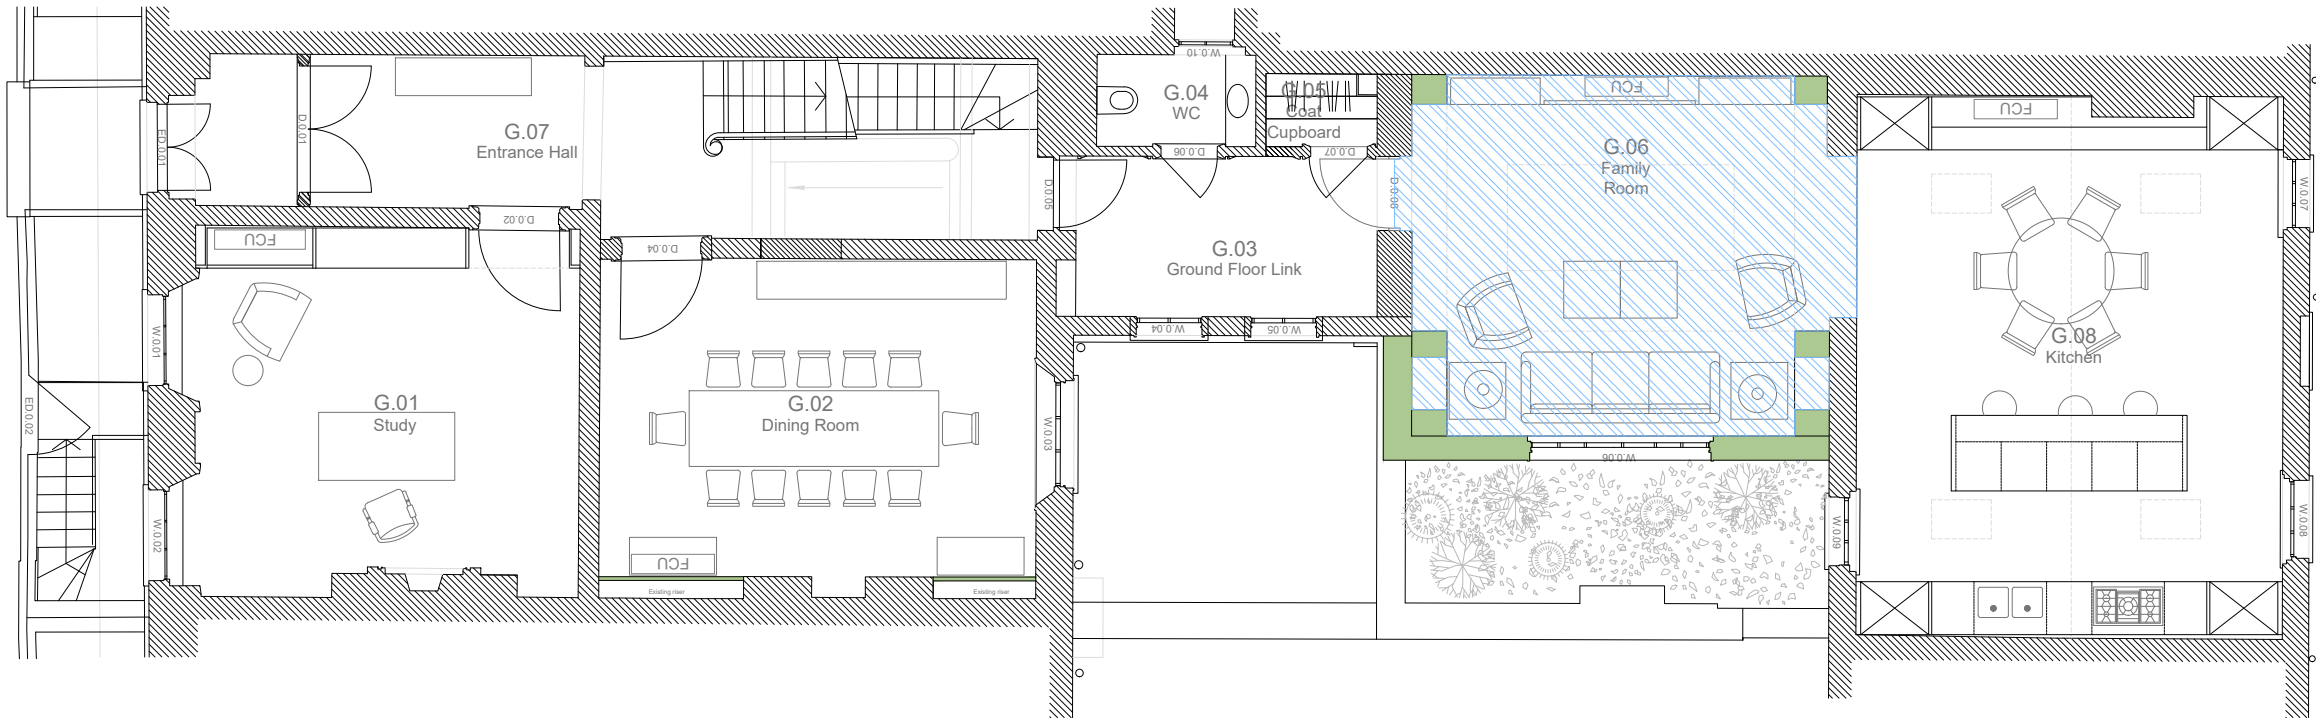 W.0.10
G.04
WC
G.05
Coat
Cupboard
FCU
G.06
Family
Room
FCU
ED.0.01
D.0.01
G.07
Entrance Hall
D.0.06
D.0.07
D.0.05
D.0.08
W.0.07
D.0.02
FCU
D.0.04
G.03
Ground Floor Link
W.0.01
W.0.04
W.0.05
G.08
Kitchen
ED.0.02
G.01
Study
G.02
Dining Room
W.0.03
W.0.06
W.0.02
W.0.09
W.0.08
FCU
Existing riser
Existing riser